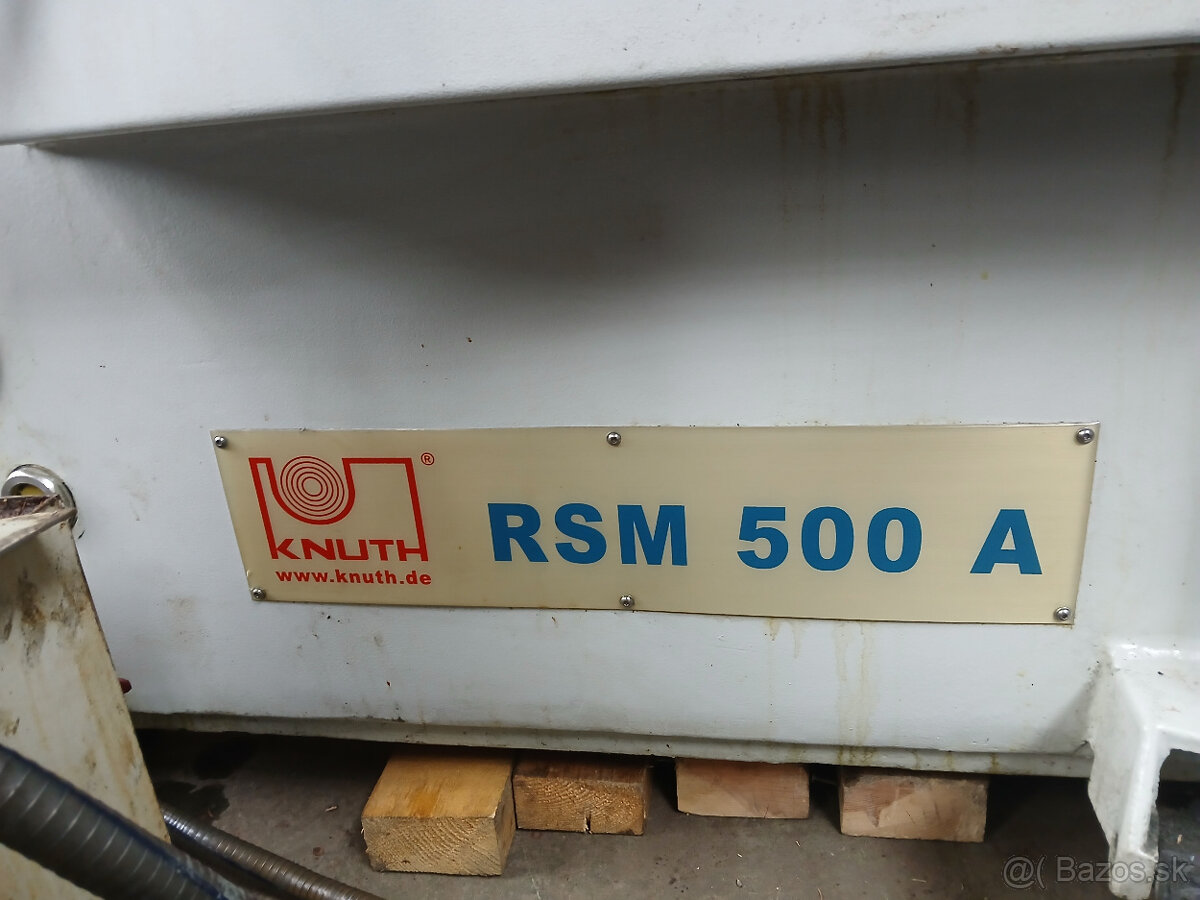 KNUTH®
www.knuth.de
RSM 500 A
@( Bazos.sk